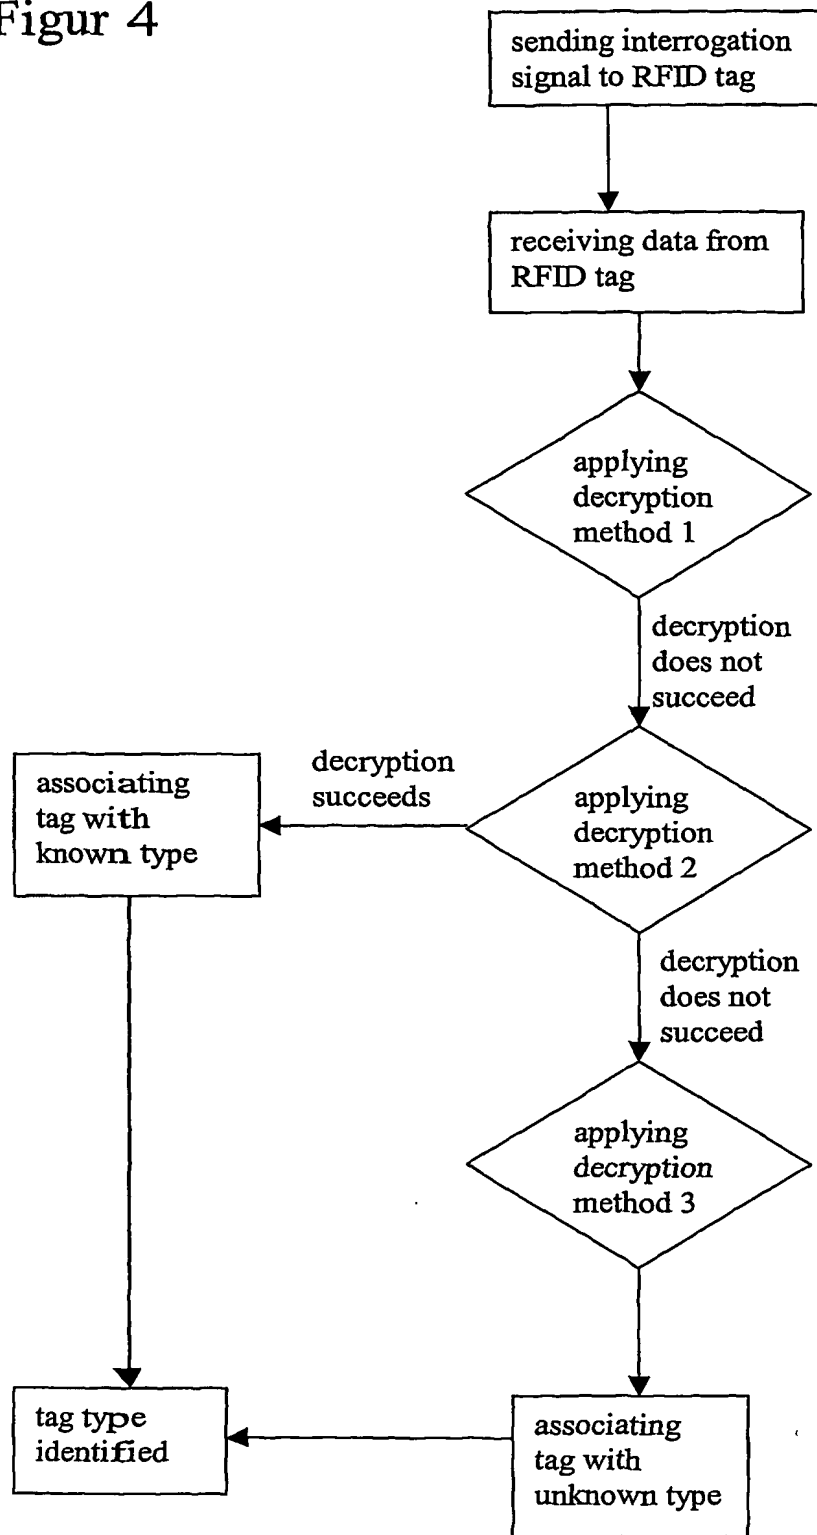 Figur 4
sending interrogation
signal to RFID tag
receiving data from
RFID tag
applying
decryption
method 1
decryption
does not
succeed
applying
decryption
method 2
decryption
succeeds
associating
tag with
known type
decryption
does not
succeed
applying
decryption
method 3
associating
tag with
unknown type
tag type
identified